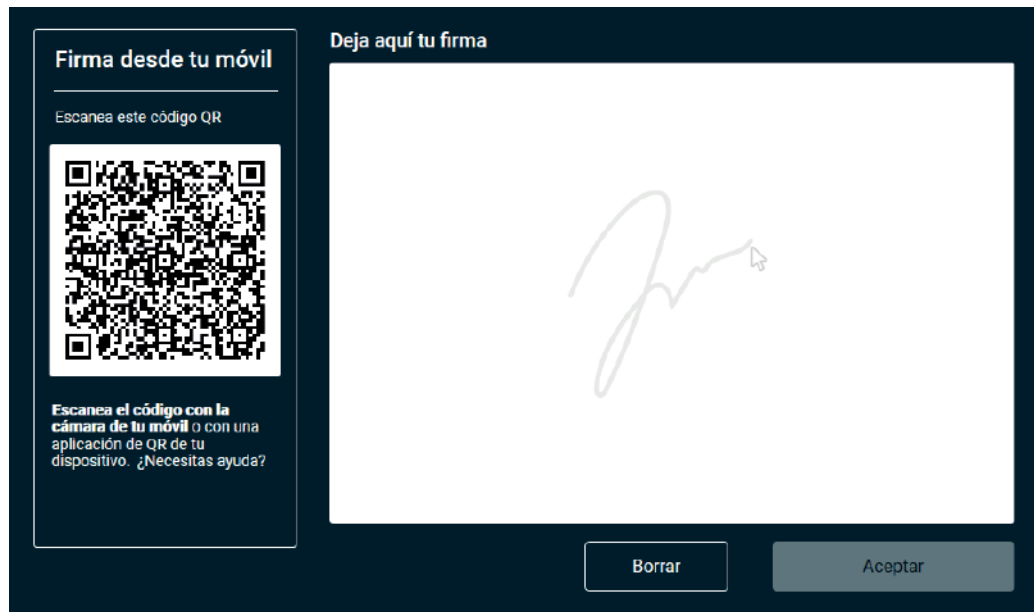 Firma desde tu móvil
Escanea este código QR
Escanea el código con la
cámara de tu móvil o con una
aplicación de QR de tu
dispositivo. ¿Necesitas ayuda?
Deja aquí tu firma
Borrar
Aceptar